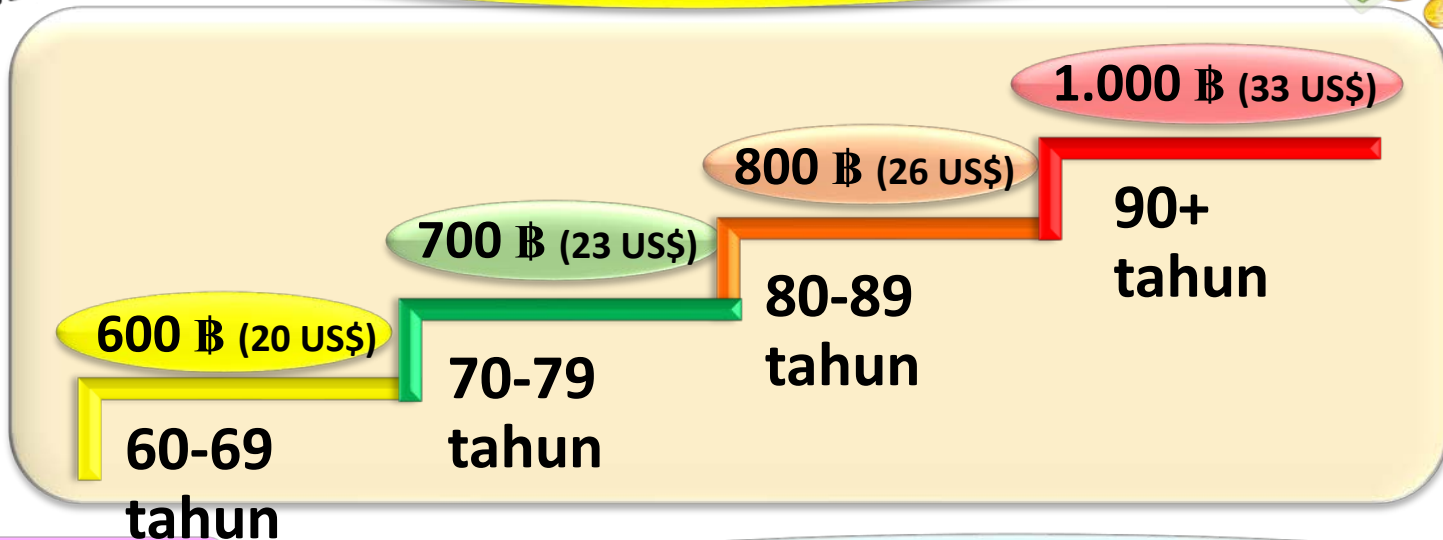 600 ฿ (20 US$)
60-69
tahun
700 ฿ (23 US$)
70-79
tahun
800 ฿ (26 US$)
80-89
tahun
1.000 ฿ (33 US$)
90+
tahun